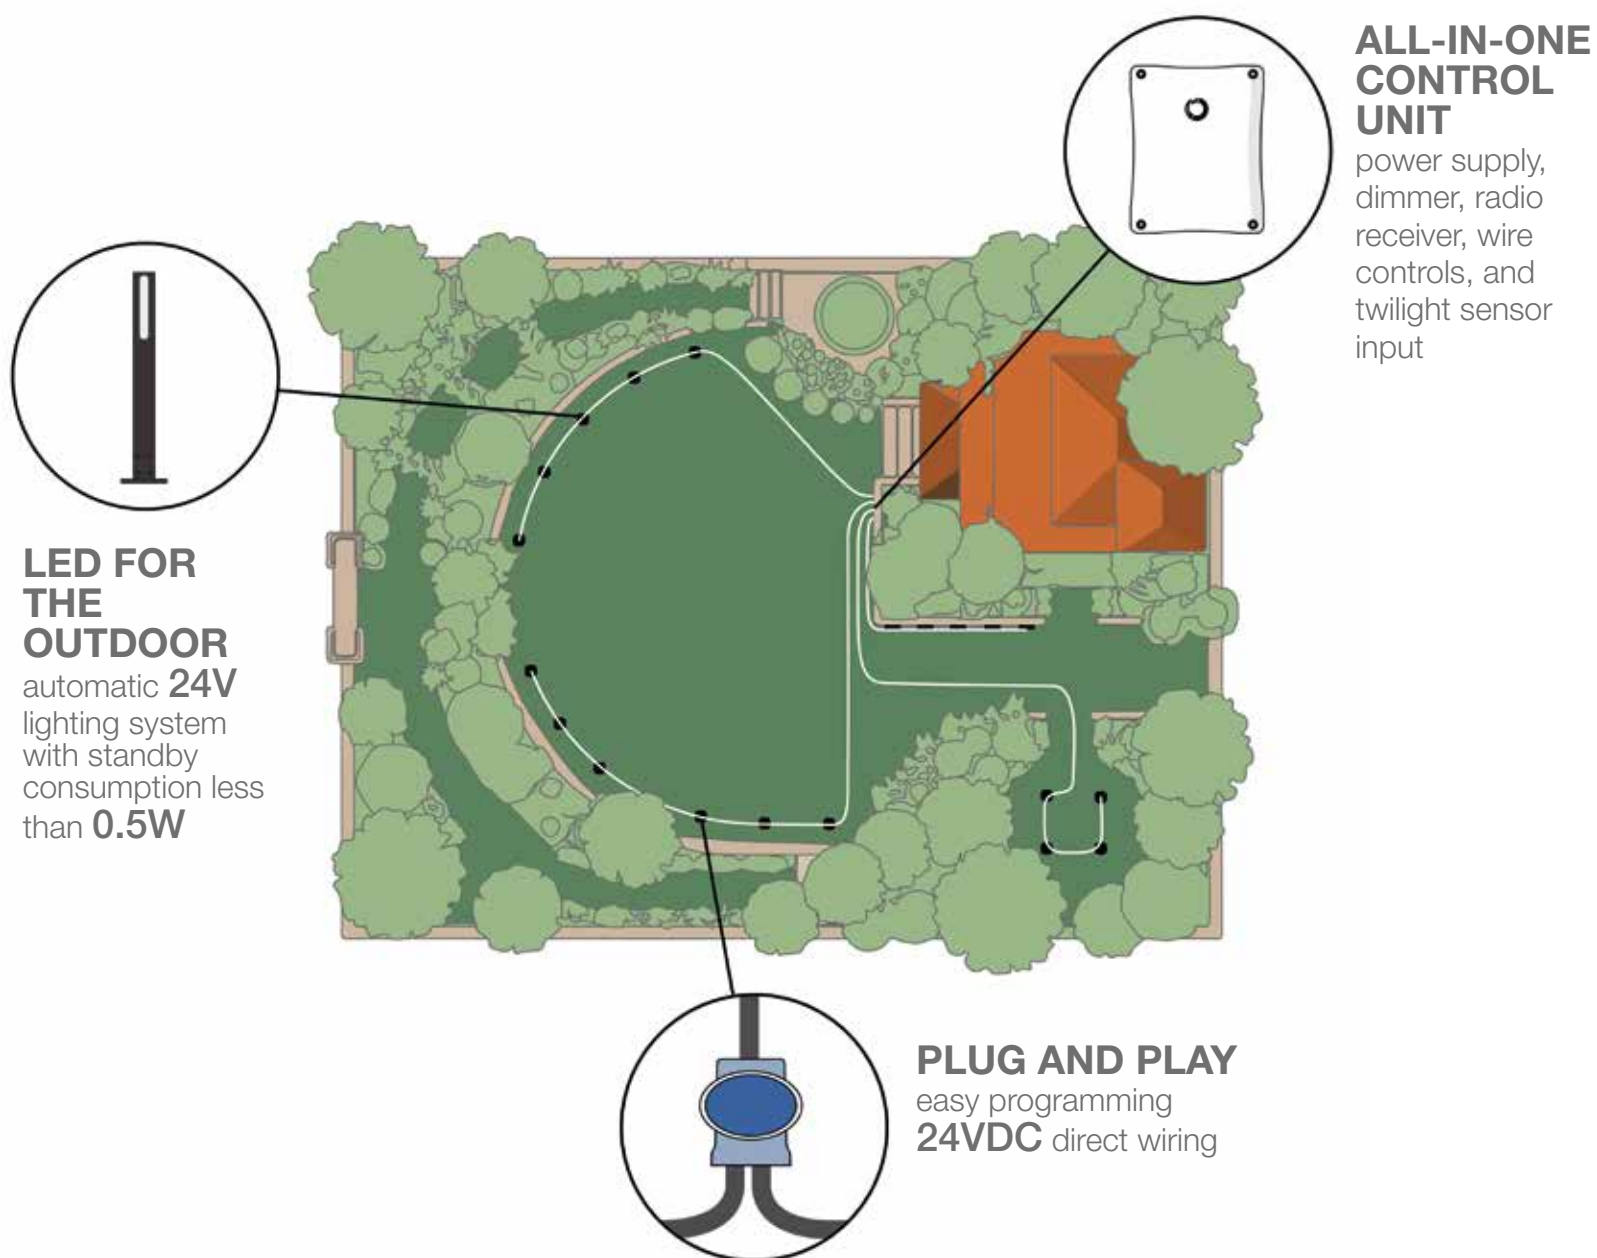 ALL-IN-ONE
CONTROL
UNIT
power supply,
dimmer, radio
receiver, wire
controls, and
twilight sensor
input
LED FOR
THE
OUTDOOR
automatic 24V
lighting system
with standby
consumption less
than 0.5W
PLUG AND PLAY
easy programming
24VDC direct wiring